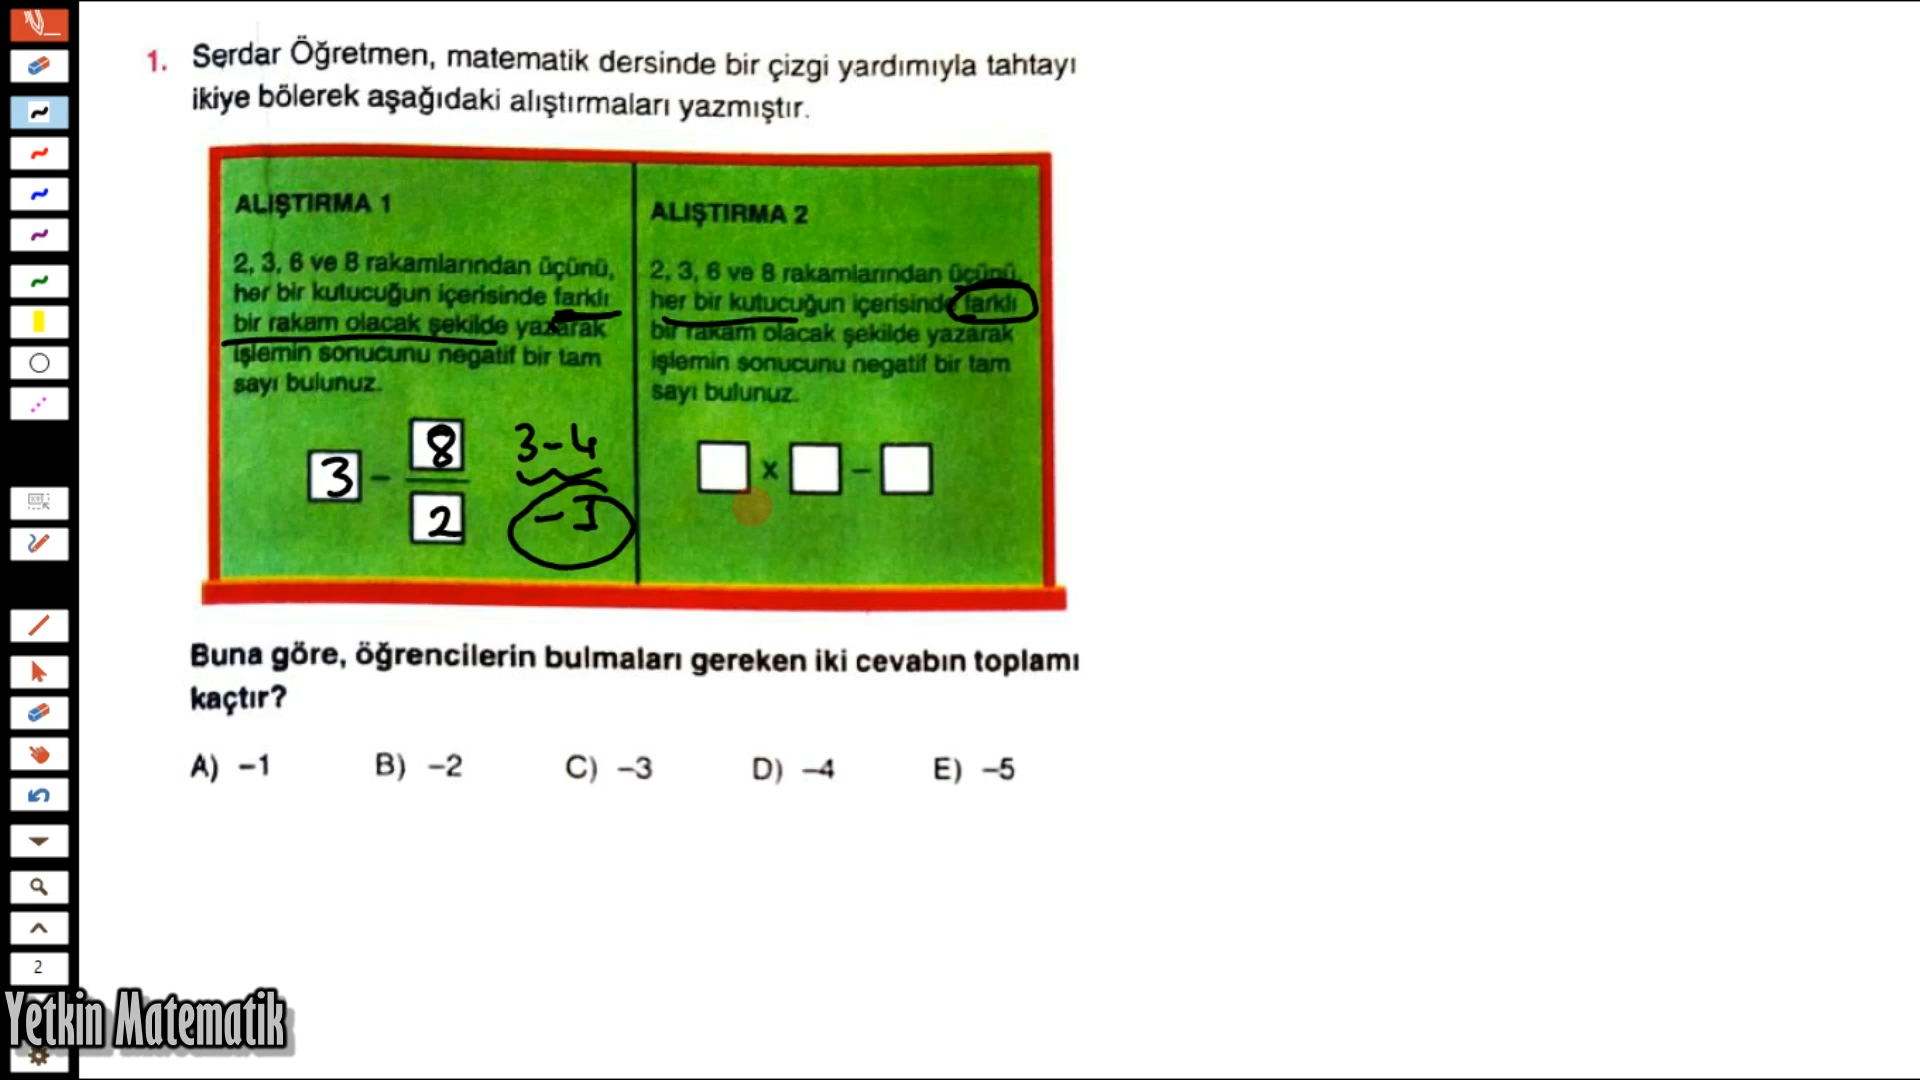 1. Serdar Öğretmen, matematik dersinde bir çizgi yardımıyla tahtayı
ikiye bölerek aşağıdaki alıştırmaları yazmıştır.
ALIŞTIRMA 1
2, 3, 6 ve 8 rakamlarından üçünü,
her bir kutucuğun içerisinde farklı
bir rakam olacak şekilde yazarak
işlemin sonucunu negatif bir tam
sayı bulunuz.
3 - 8
2
3-4
-1
ALIŞTIRMA 2
2, 3, 6 ve 8 rakamlarından üçünü,
her bir kutucuğun içerisinde farklı
bir rakam olacak şekilde yazarak
işlemin sonucunu negatif bir tam
sayı bulunuz.
x -
Buna göre, öğrencilerin bulmaları gereken iki cevabın toplamı
kaçtır?
A) -1 B) -2 C) -3 D) -4 E) -5
2
Yetkin Matematik